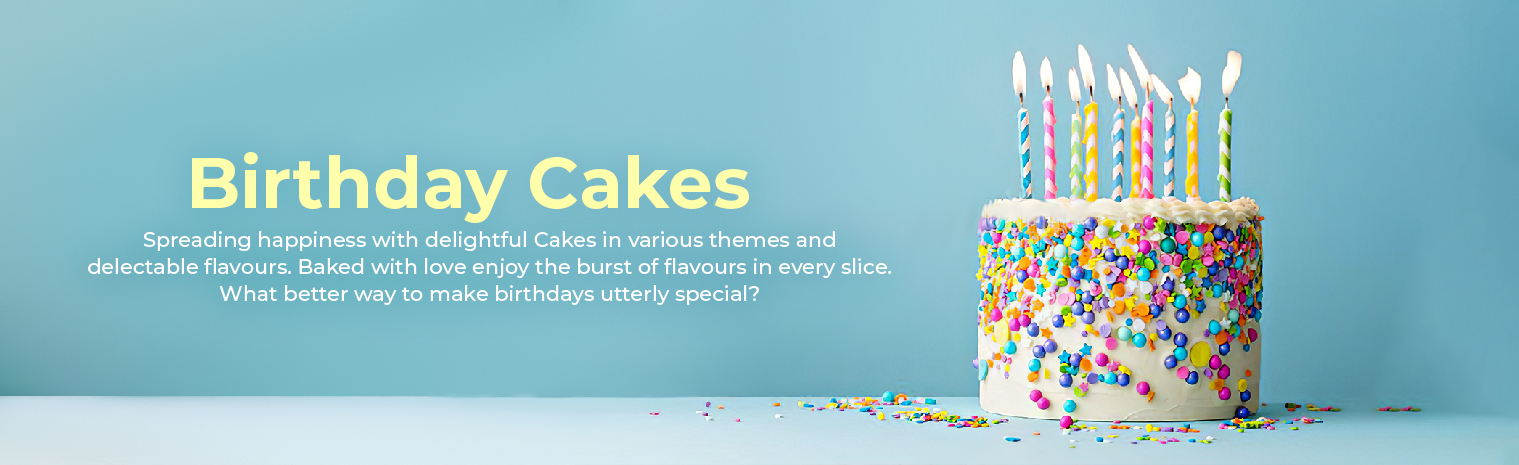 Birthday Cakes
Spreading happiness with delightful Cakes in various themes and
delectable flavours. Baked with love enjoy the burst of flavours in every slice.
What better way to make birthdays utterly special?